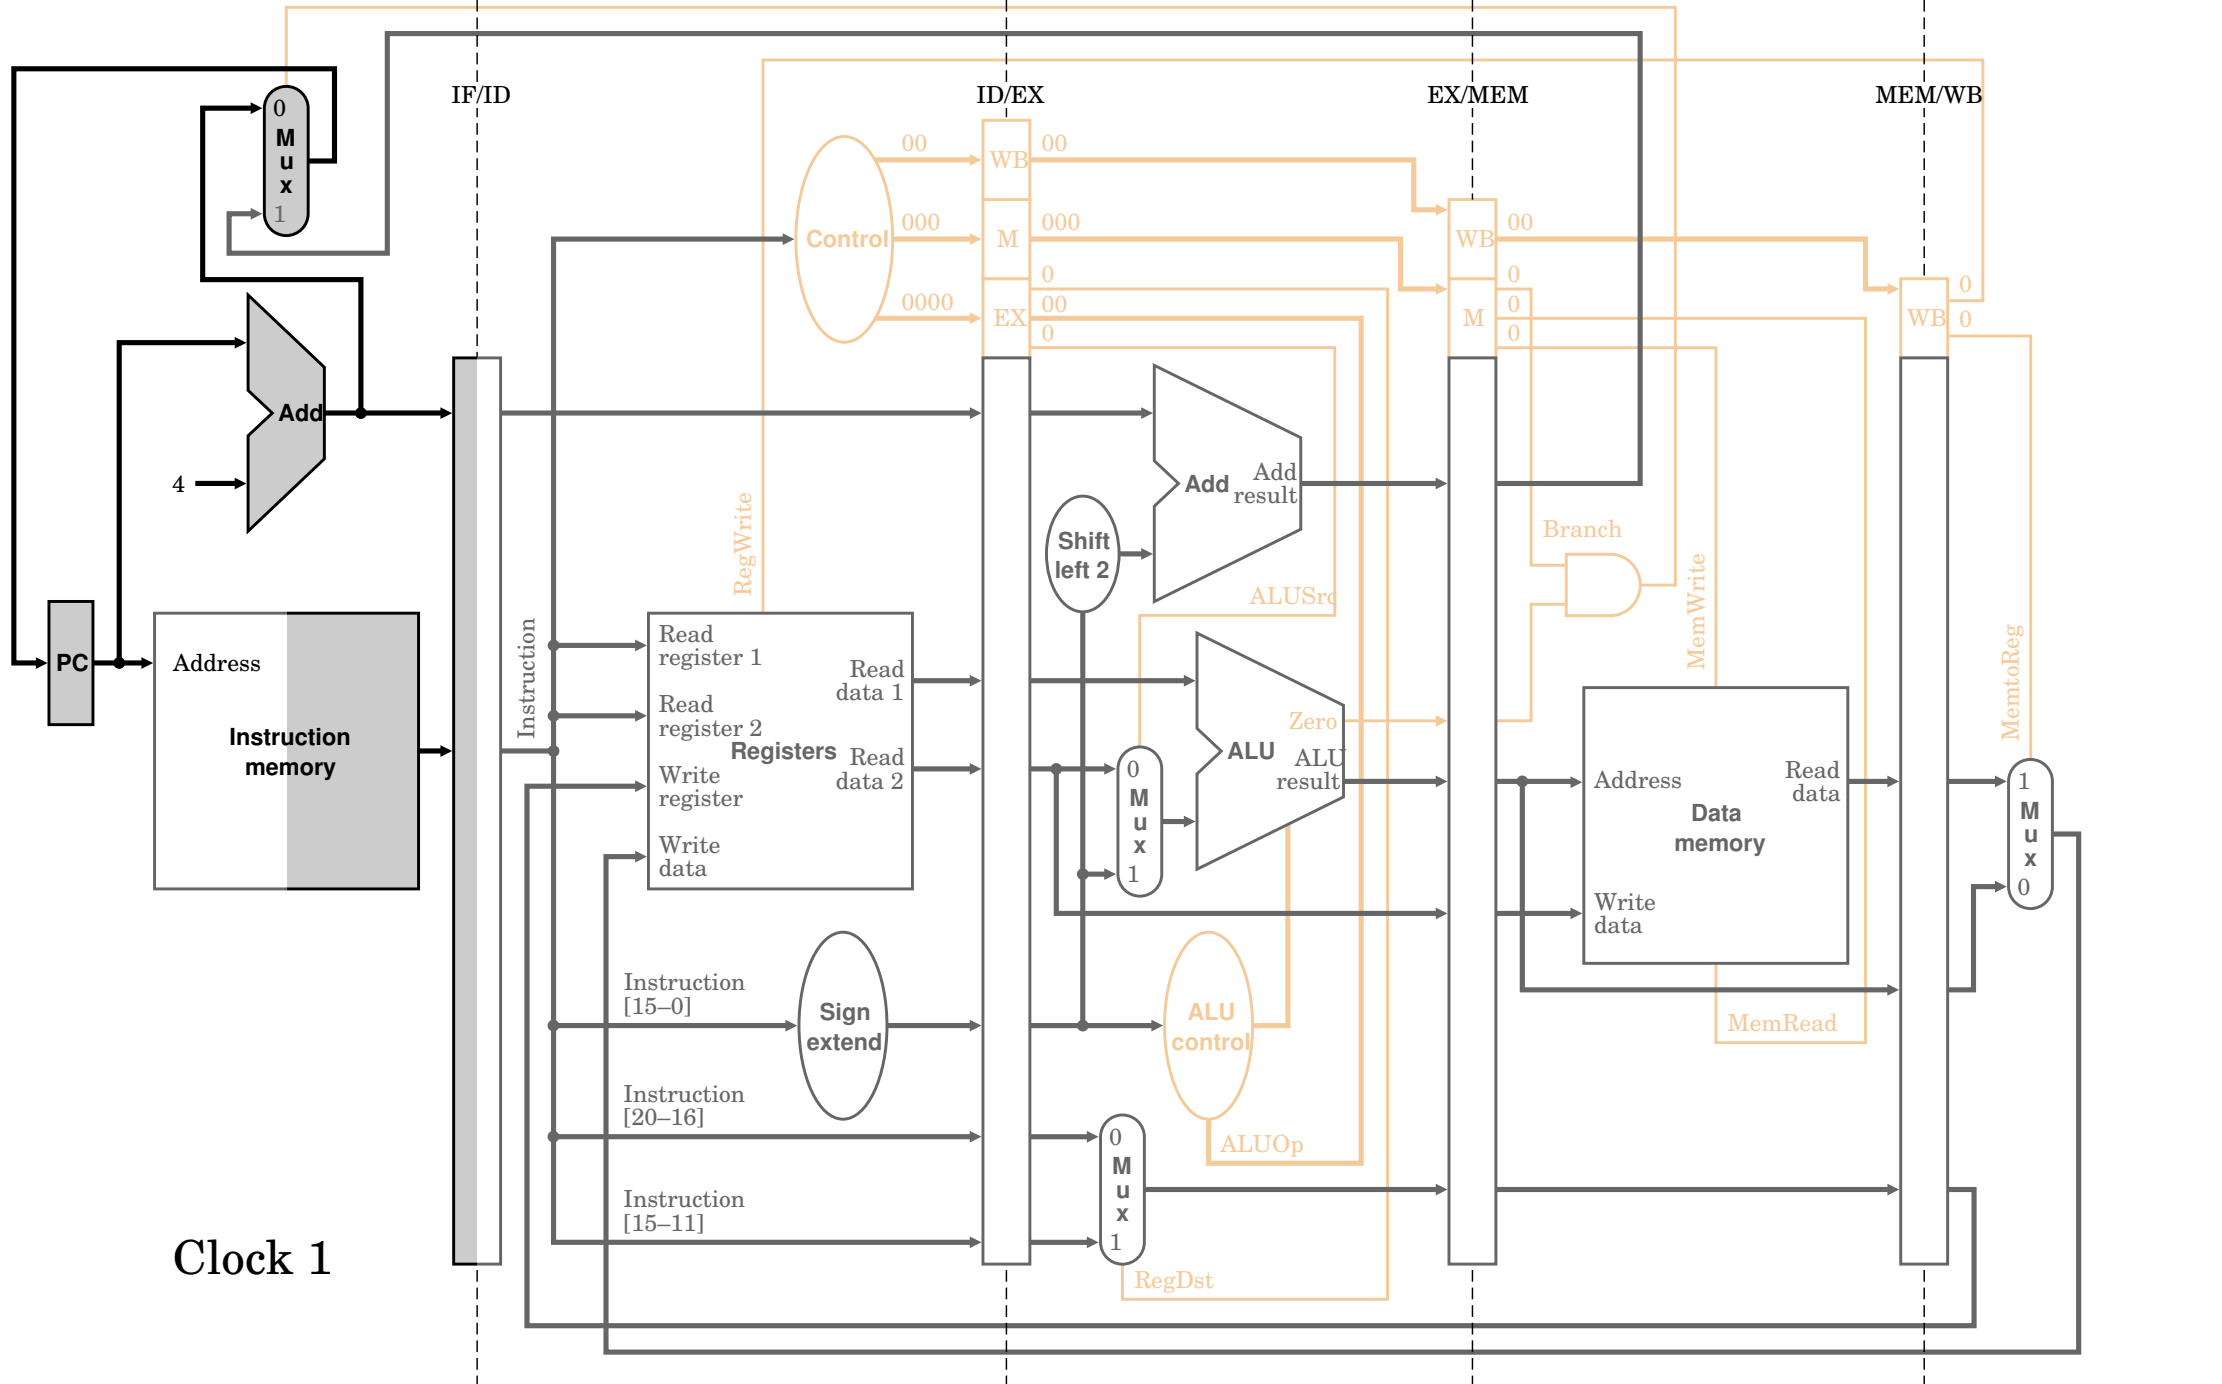 IF/ID
ID/EX
EX/MEM
MEM/WB
0
M
u
x
1
Add
4
PC
Address
Instruction
memory
Clock 1
Instruction
Control
00
000
0000
WB
M
EX
00
000
0
00
0
RegWrite
Read
register 1
Read
register 2
Registers
Write
register
Write
data
Read
data 1
Read
data 2
Instruction
[15–0]
Sign
extend
Instruction
[20–16]
Instruction
[15–11]
Shift
left 2
Add
Add
result
ALUSrc
0
M
u
x
1
Zero
ALU
ALU
result
ALU
control
ALUOp
0
M
u
x
1
RegDst
WB
M
00
0
0
0
Branch
MemWrite
Address
Read
data
Data
memory
Write
data
MemRead
WB
0
0
MemtoReg
1
M
u
x
0